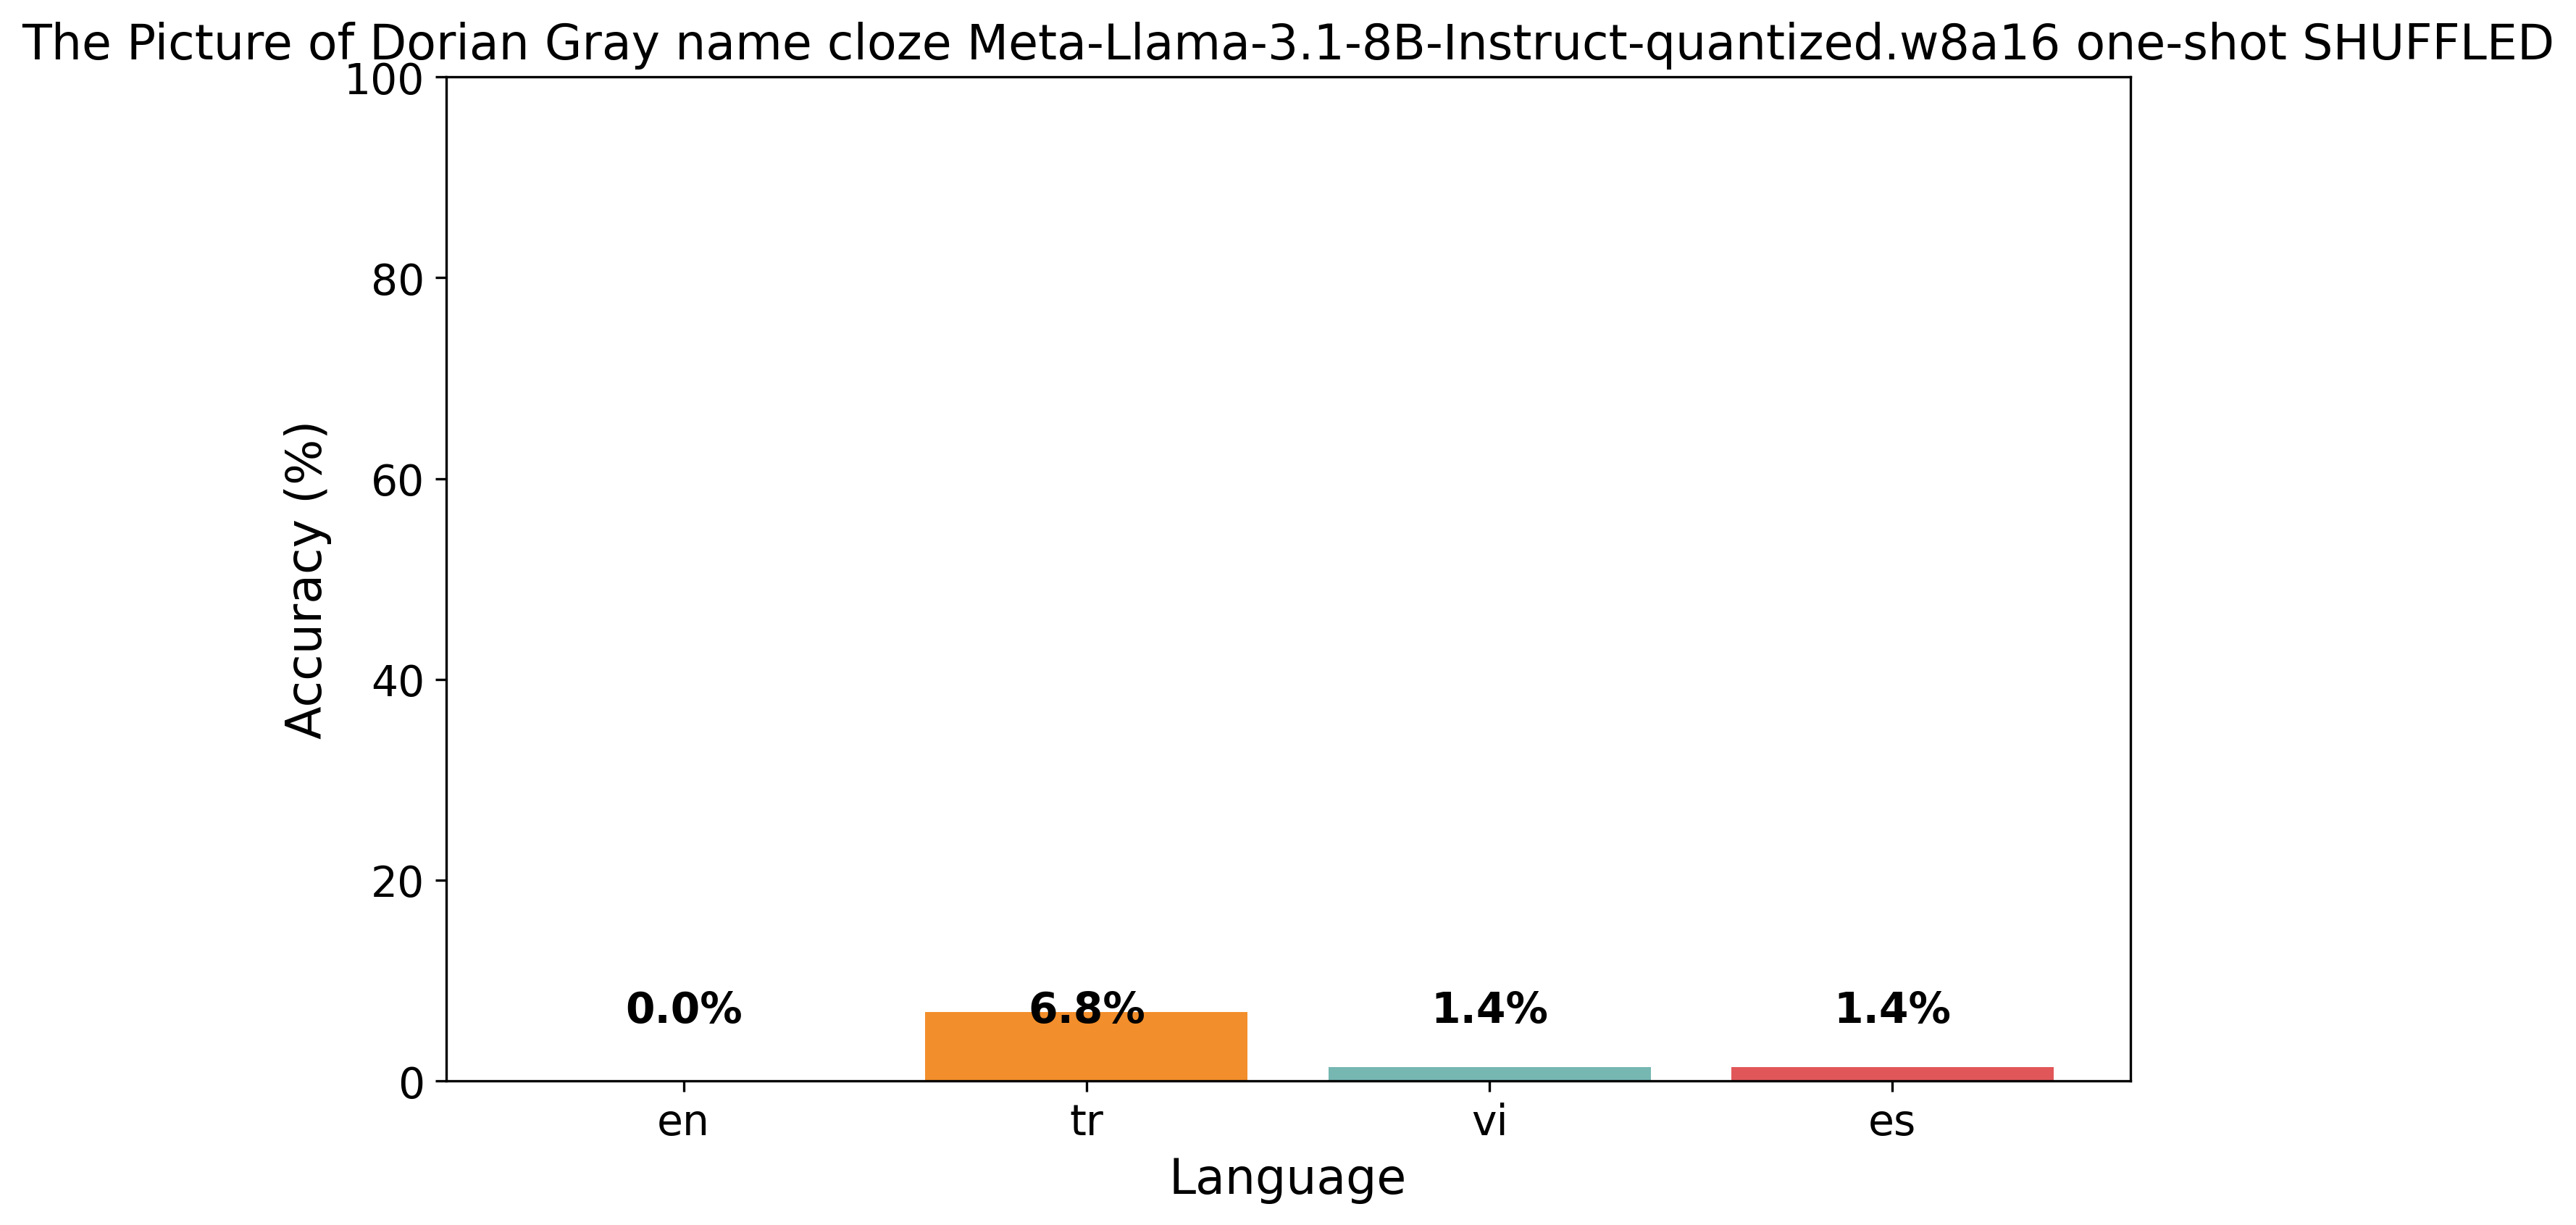 The Picture of Dorian Gray name cloze Meta-Llama-3.1-8B-Instruct-quantized.w8a16 one-shot SHUFFLED
100
80
60
40
20
0
Accuracy (%)
0.0%
6.8%
1.4%
1.4%
en
tr
vi
es
Language